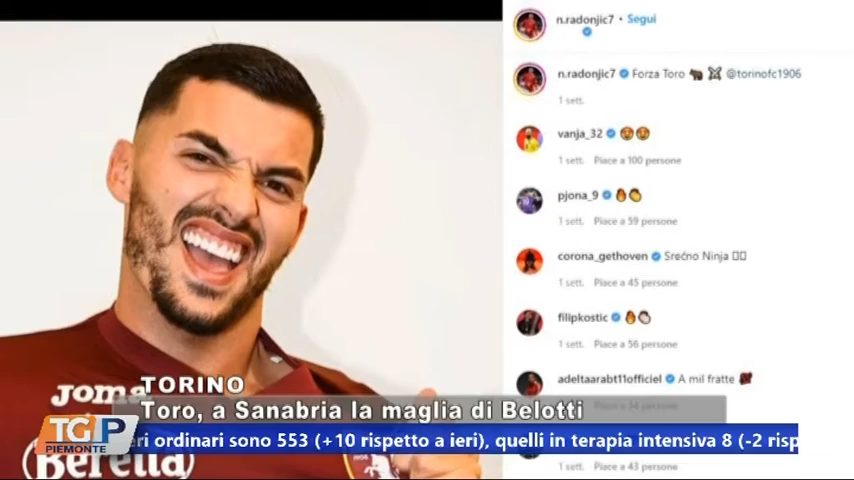 n.radonjic7 • Segui
n.radonjic7 Forza Toro @torinofc1906
1 sett.
vanja_32
1 sett. Piace a 100 persone
pjona_9
1 sett. Piace a 59 persone
corona_gethoven Srećno Ninja
1 sett. Piace a 45 persone
filipkostic
1 sett. Piace a 56 persone
adeltaarabt11officiel A mil fratte
1 sett. Piace a 43 persone
Joma
Beretta
TORINO
Toro, a Sanabria la maglia di Belotti
TGP
PIEMONTE
eri ordinari sono 553 (+10 rispetto a ieri), quelli in terapia intensiva 8 (-2 risp